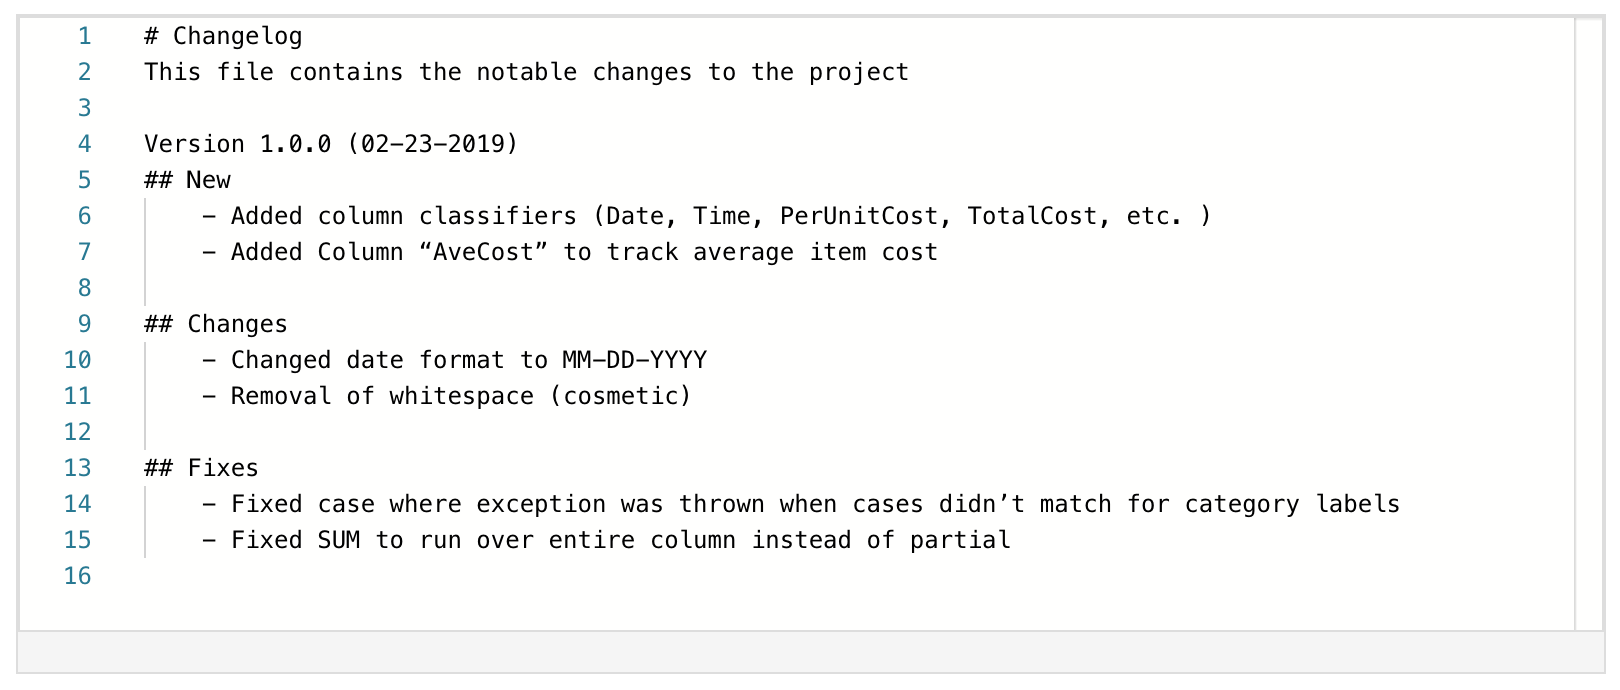 1 # Changelog
2 This file contains the notable changes to the project
3
4 Version 1.0.0 (02-23-2019)
5 ## New
6 - Added column classifiers (Date, Time, PerUnitCost, TotalCost, etc. )
7 - Added Column “AveCost” to track average item cost
8
9 ## Changes
10 - Changed date format to MM-DD-YYYY
11 - Removal of whitespace (cosmetic)
12
13 ## Fixes
14 - Fixed case where exception was thrown when cases didn’t match for category labels
15 - Fixed SUM to run over entire column instead of partial
16